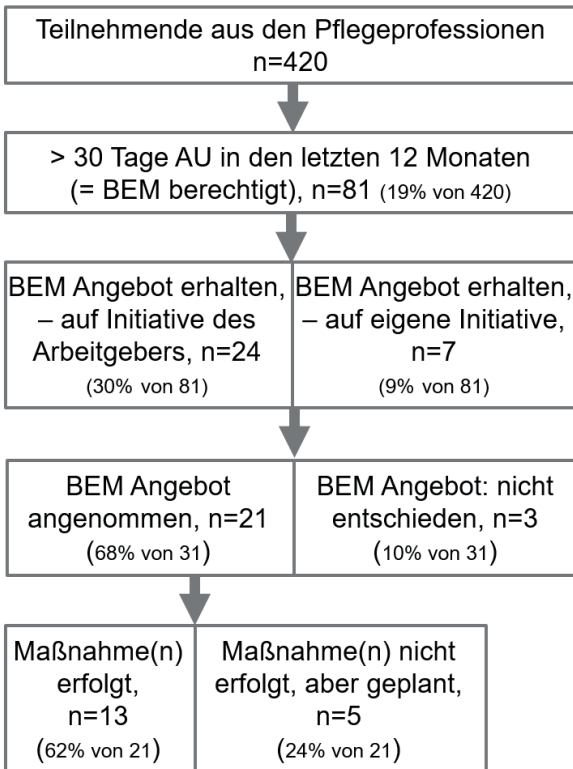 Teilnehmende aus den Pflegeprofessionen
n=420
> 30 Tage AU in den letzten 12 Monaten
(= BEM berechtigt), n=81 (19% von 420)
BEM Angebot erhalten,
– auf Initiative des
Arbeitgebers, n=24
(30% von 81)
BEM Angebot erhalten,
– auf eigene Initiative,
n=7
(9% von 81)
BEM Angebot
angenommen, n=21
(68% von 31)
BEM Angebot: nicht
entschieden, n=3
(10% von 31)
Maßnahme(n)
erfolgt,
n=13
(62% von 21)
Maßnahme(n) nicht
erfolgt, aber geplant,
n=5
(24% von 21)